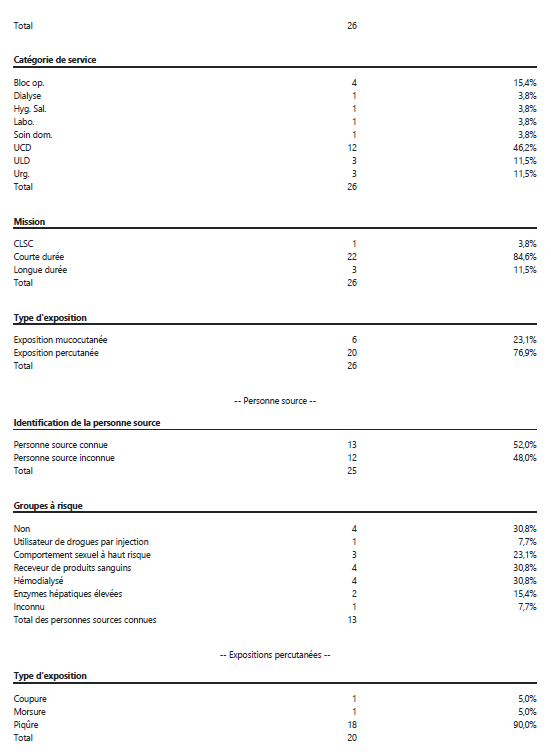 Total 26
Catégorie de service
Bloc op. 4 15,4%
Dialyse 1 3,8%
Hyg. Sal. 1 3,8%
Labo. 1 3,8%
Soin dom. 1 3,8%
UCD 12 46,2%
ULD 3 11,5%
Urg. 3 11,5%
Total 26
Mission
CLSC 1 3,8%
Courte durée 22 84,6%
Longue durée 3 11,5%
Total 26
Type d'exposition
Exposition mucocutanée 6 23,1%
Exposition percutanée 20 76,9%
Total 26
-- Personne source --
Identification de la personne source
Personne source connue 13 52,0%
Personne source inconnue 12 48,0%
Total 25
Groupes à risque
Non 4 30,8%
Utilisateur de drogues par injection 1 7,7%
Comportement sexuel à haut risque 3 23,1%
Receveur de produits sanguins 4 30,8%
Hémodialysé 4 30,8%
Enzymes hépatiques élevées 2 15,4%
Inconnu 1 7,7%
Total des personnes sources connues 13
-- Expositions percutanées --
Type d'exposition
Coupure 1 5,0%
Morsure 1 5,0%
Piqûre 18 90,0%
Total 20